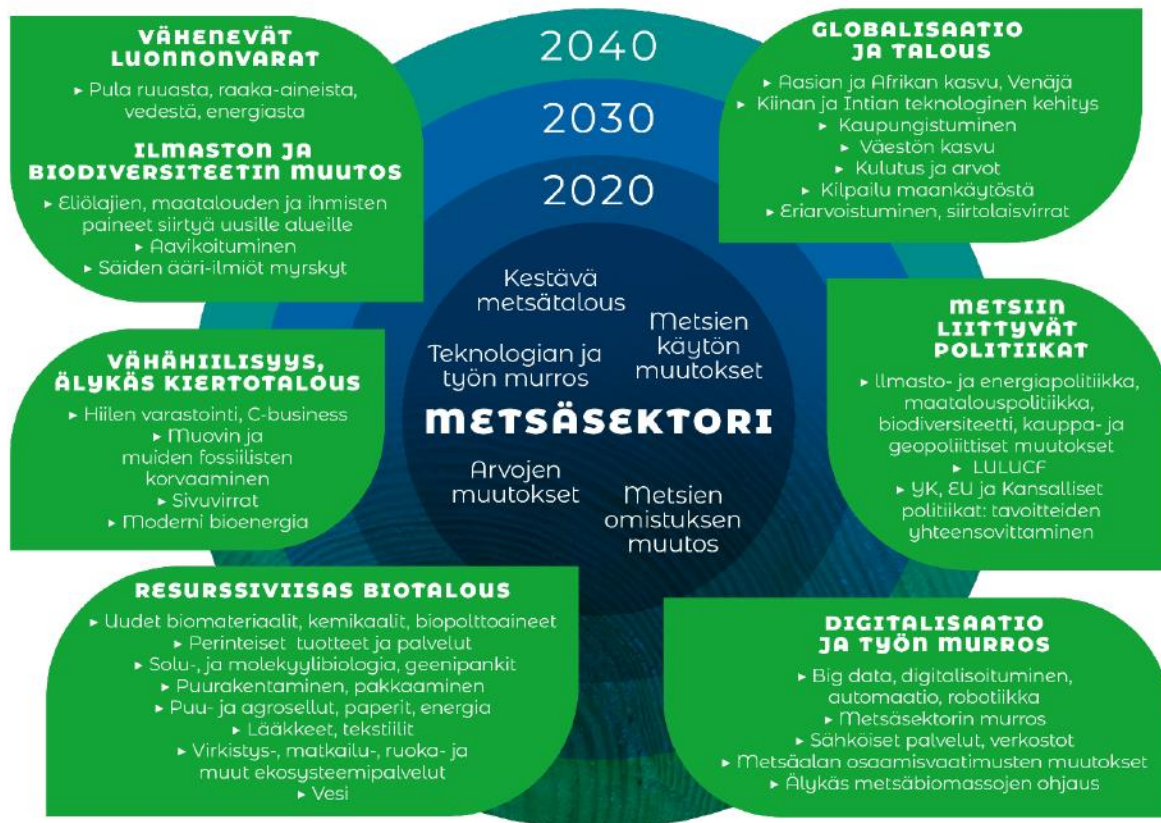 VÄHENEVÄT
LUONNONVARAT
▸ Pula ruuasta, raaka-aineista,
vedestä, energiasta
ILMASTON JA
BIODIVERSITEETIN MUUTOS
▸ Eliölajien, maatalouden ja ihmisten
paineet siirtyä uusille alueille
▸ Aavikoituminen
▸ Säiden ääri-ilmiöt myrskyt
2040
2030
2020
GLOBALISAATIO
JA TALOUS
▸ Aasian ja Afrikan kasvu, Venäjä
▸ Kiinan ja Intian teknologinen kehitys
▸ Kaupungistuminen
▸ Väestön kasvu
▸ Kulutus ja arvot
▸ Kilpailu maankäytöstä
▸ Eriarvoistuminen, siirtolaisvirrat
Kestävä
metsätalous
Metsien
käytön
muutokset
Teknologian ja
työn murros
METSÄSEKTORI
Arvojen
muutokset
Metsien
omistuksen
muutos
VÄHÄHIILISYYS,
ÄLYKÄS KIERTOTALOUS
▸ Hiilen varastointi, C-business
▸ Muovin ja
muiden fossiilisten
korvaaminen
▸ Sivuvirrat
▸ Moderni bioenergia
METSIIN
LIITTYVÄT
POLITIIKAT
▸ Ilmasto- ja energiapolitiikka,
maatalouspolitiikka,
biodiversiteetti, kauppa- ja
geopoliittiset muutokset
▸ LULUCF
▸ YK, EU ja Kansalliset
politiikat: tavoitteiden
yhteensovittaminen
RESURSSIVIISAS BIOTALOUS
▸ Uudet biomateriaalit, kemikaalit, biopolttoaineet
▸ Perinteiset tuotteet ja palvelut
▸ Solu-, ja molekyylibiologia, geenipankit
▸ Puurakentaminen, pakkaaminen
▸ Puu- ja agrosellut, paperit, energia
▸ Lääkkeet, tekstiilit
▸ Virkistys-, matkailu-, ruoka- ja
muut ekosysteemipalvelut
▸ Vesi
DIGITALISAATIO
JA TYÖN MURROS
▸ Big data, digitalisoituminen,
automaatio, robotiikka
▸ Metsäsektorin murros
▸ Sähköiset palvelut, verkostot
▸ Metsäalan osaamisvaatimusten muutokset
▸ Älykäs metsäbiomassojen ohjaus